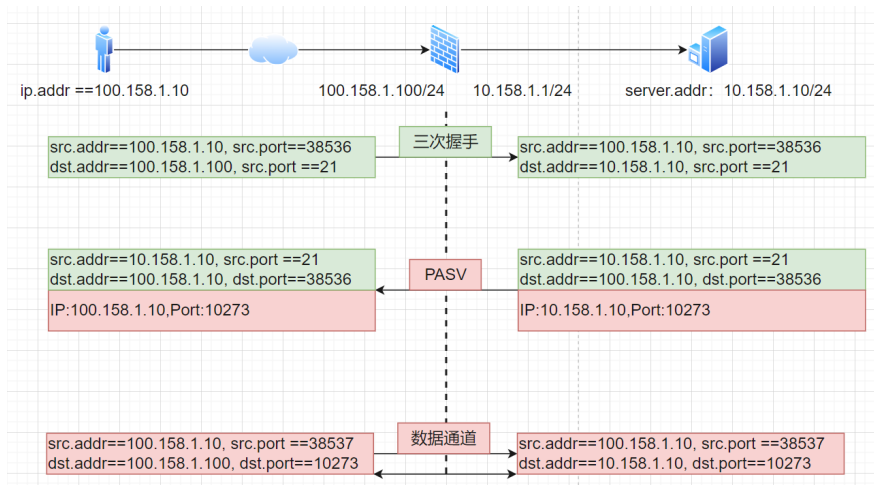 ip.addr ==100.158.1.10
100.158.1.100/24
10.158.1.1/24
server.addr：10.158.1.10/24
三次握手
src.addr==100.158.1.10, src.port==38536
dst.addr==100.158.1.100, src.port ==21
src.addr==100.158.1.10, src.port==38536
dst.addr==10.158.1.10, src.port ==21
PASV
src.addr==10.158.1.10, src.port ==21
dst.addr==100.158.1.10, dst.port==38536
IP:100.158.1.10,Port:10273
src.addr==10.158.1.10, src.port ==21
dst.addr==100.158.1.10, dst.port==38536
IP:10.158.1.10,Port:10273
数据通道
src.addr==100.158.1.10, src.port ==38537
dst.addr==100.158.1.100, dst.port==10273
src.addr==100.158.1.10, src.port ==38537
dst.addr==10.158.1.10, dst.port==10273